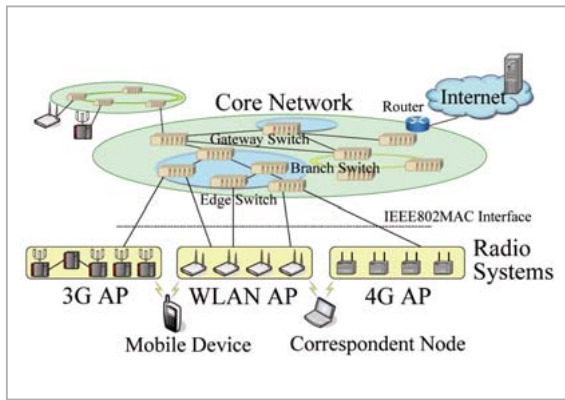 Core Network
Router
Internet
Gateway Switch
Branch Switch
Edge Switch
IEEE802MAC Interface
Radio
Systems
3G AP
WLAN AP
4G AP
Mobile Device
Correspondent Node